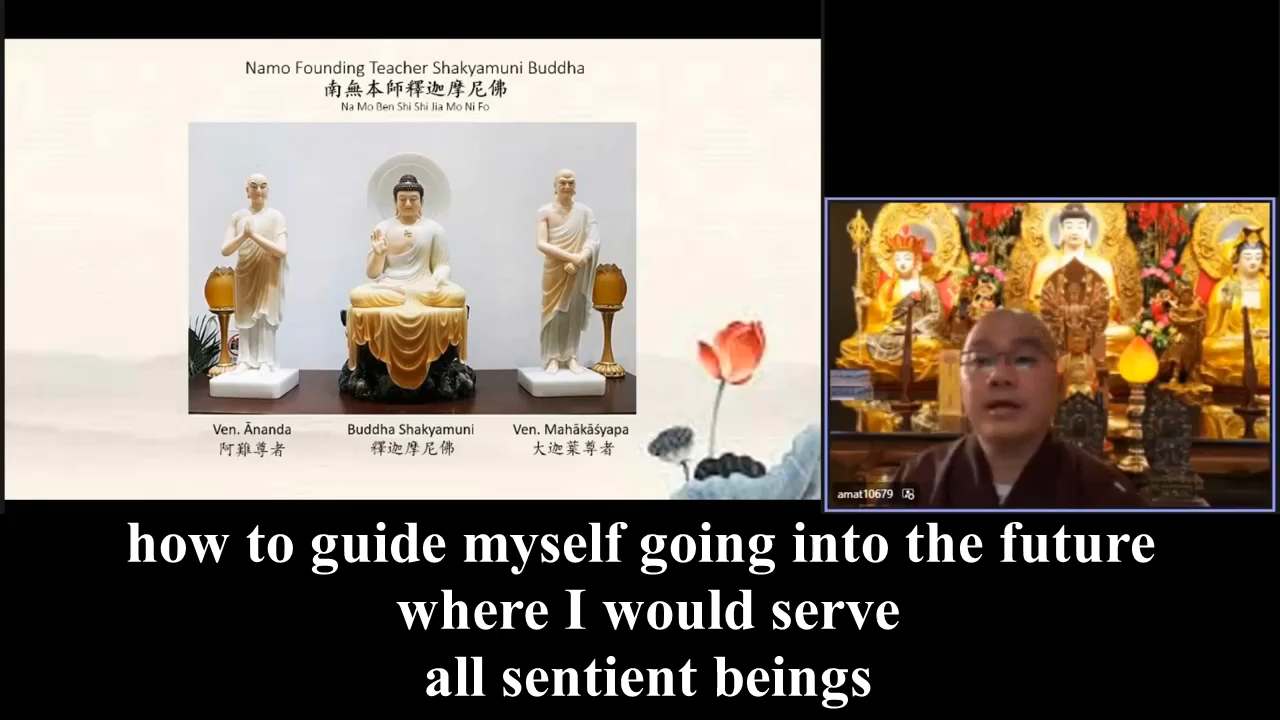 Namo Founding Teacher Shakyamuni Buddha
南無本師釋迦摩尼佛
Na Mo Ben Shi Shi Jia Mo Ni Fo
Ven. Ānanda
阿難尊者
Buddha Shakyamuni
釋迦摩尼佛
Ven. Mahākāśyapa
大迦葉尊者
amat10679
how to guide myself going into the future
where I would serve
all sentient beings